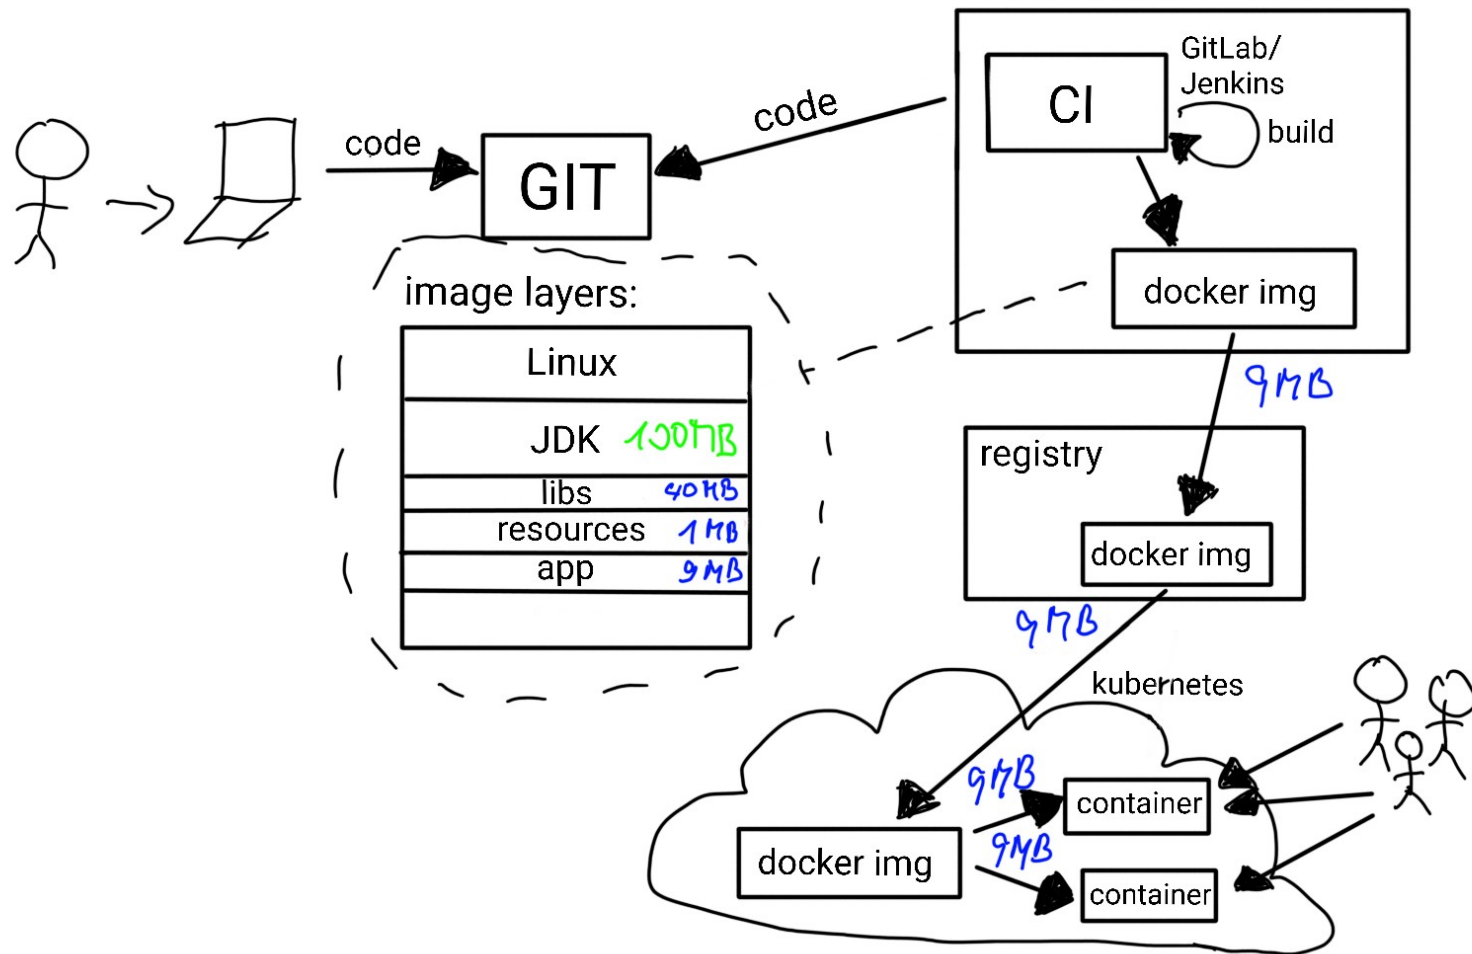 code
GIT
code
CI
GitLab/
Jenkins
build
docker img
9MB
image layers:
Linux
JDK 100MB
libs 40MB
resources 1MB
app 9MB
registry
docker img
9MB
kubernetes
9MB
container
9MB
docker img
container